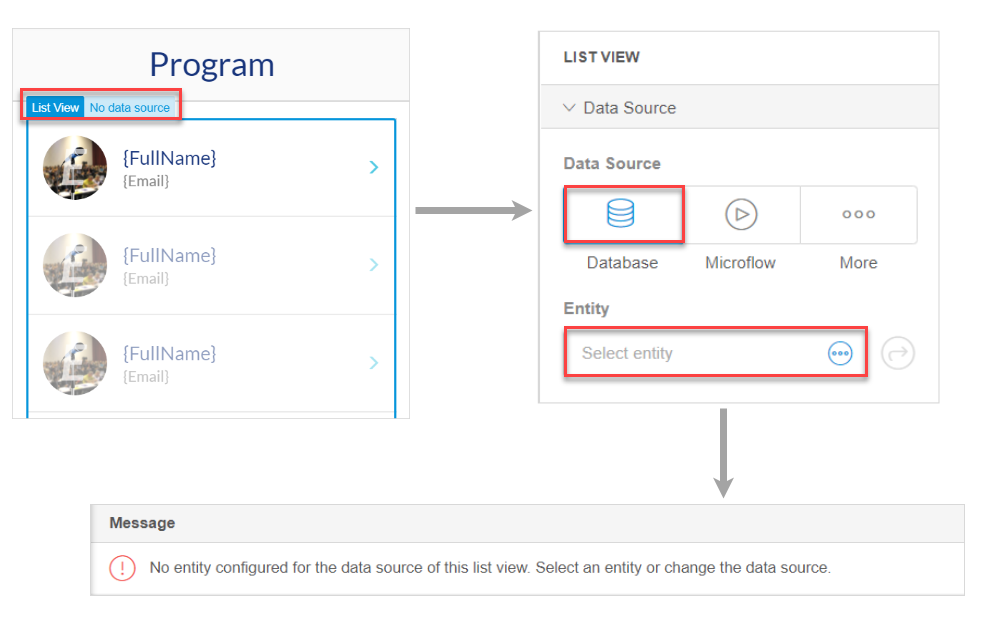 Program
List View No data source
{FullName}
{Email}
{FullName}
{Email}
{FullName}
{Email}
LIST VIEW
Data Source
Data Source
Database Microflow More
Entity
Select entity
Message
No entity configured for the data source of this list view. Select an entity or change the data source.